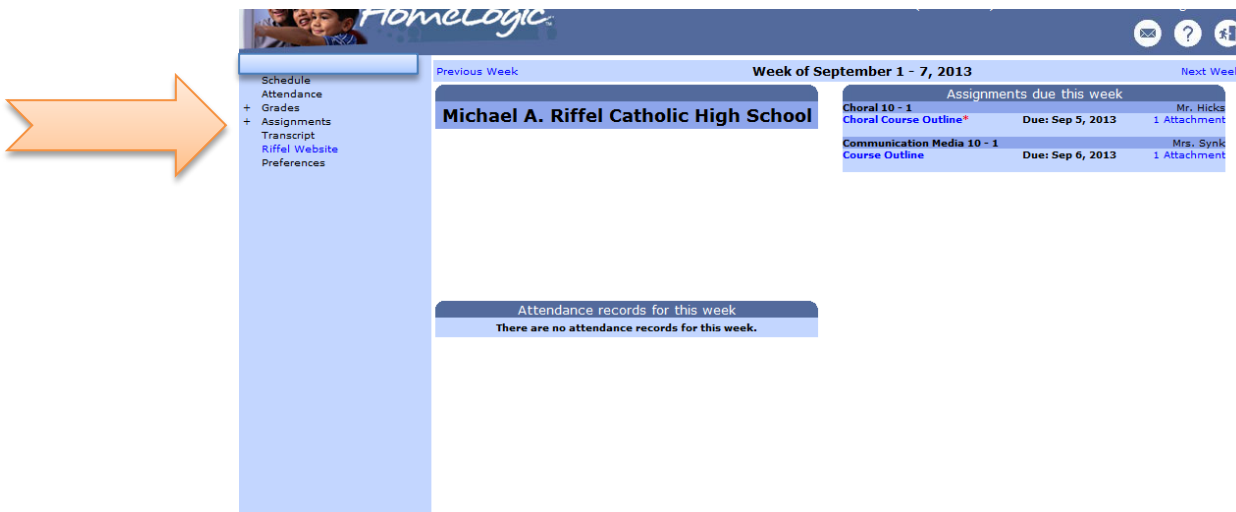 HomeLogic
Schedule
Attendance
+ Grades
+ Assignments
Transcript
Riffel Website
Preferences
Previous Week Week of September 1 - 7, 2013 Next Week
Michael A. Riffel Catholic High School
Assignments due this week
Choral 10 - 1 Mr. Hicks
Choral Course Outline* Due: Sep 5, 2013 1 Attachment
Communication Media 10 - 1 Mrs. Synk
Course Outline Due: Sep 6, 2013 1 Attachment
Attendance records for this week
There are no attendance records for this week.